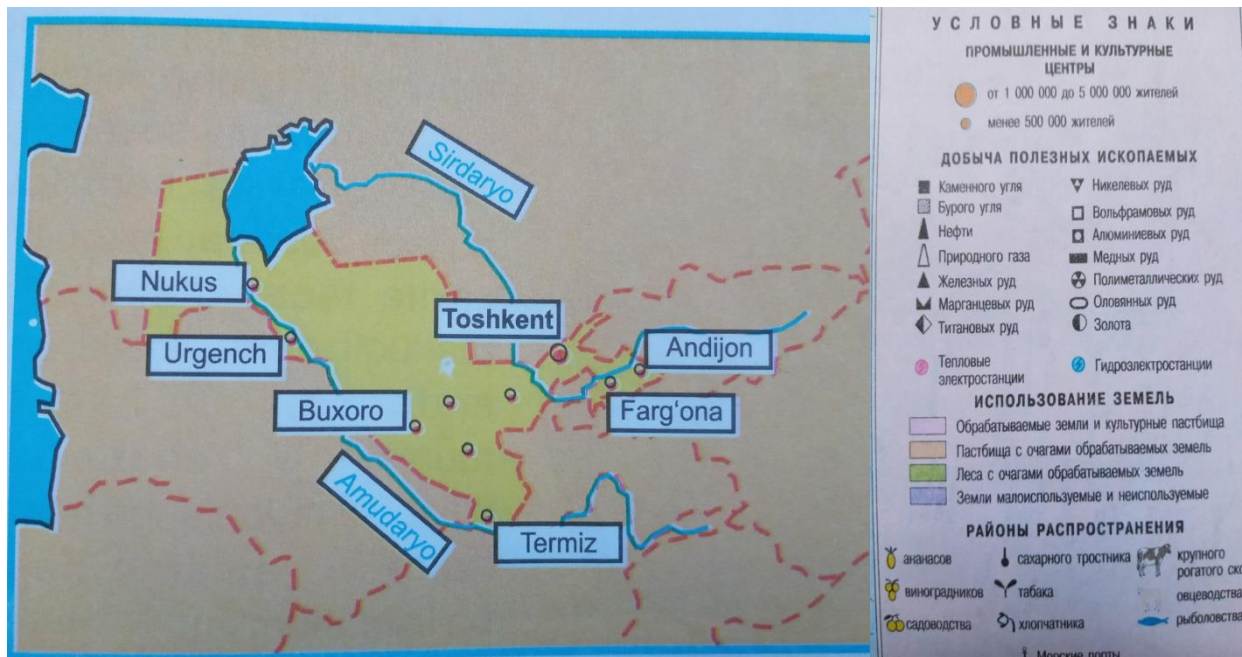 Sirdaryo
Nukus
Toshkent
Urgench
Andijon
Buxoro
Farg‘ona
Amudaryo
Termiz
УСЛОВНЫЕ ЗНАКИ
ПРОМЫШЛЕННЫЕ И КУЛЬТУРНЫЕ
ЦЕНТРЫ
от 1 000 000 до 5 000 000 жителей
менее 500 000 жителей
ДОБЫЧА ПОЛЕЗНЫХ ИСКОПАЕМЫХ
Каменного угля
Бурого угля
Нефти
Природного газа
Железных руд
Марганцевых руд
Титановых руд
Никелевых руд
Вольфрамовых руд
Алюминиевых руд
Медных руд
Полиметаллических руд
Оловянных руд
Золота
Тепловые
электростанции
Гидроэлектростанции
ИСПОЛЬЗОВАНИЕ ЗЕМЕЛЬ
Обрабатываемые земли и культурные пастбища
Пастбища с очагами обрабатываемых земель
Леса с очагами обрабатываемых земель
Земли малоиспользуемые и неиспользуемые
РАЙОНЫ РАСПРОСТРАНЕНИЯ
ананасов
виноградников
садоводства
сахарного тростника
табака
хлопчатника
крупного
рогатого ско
овцеводства
рыболовства
Морские порты